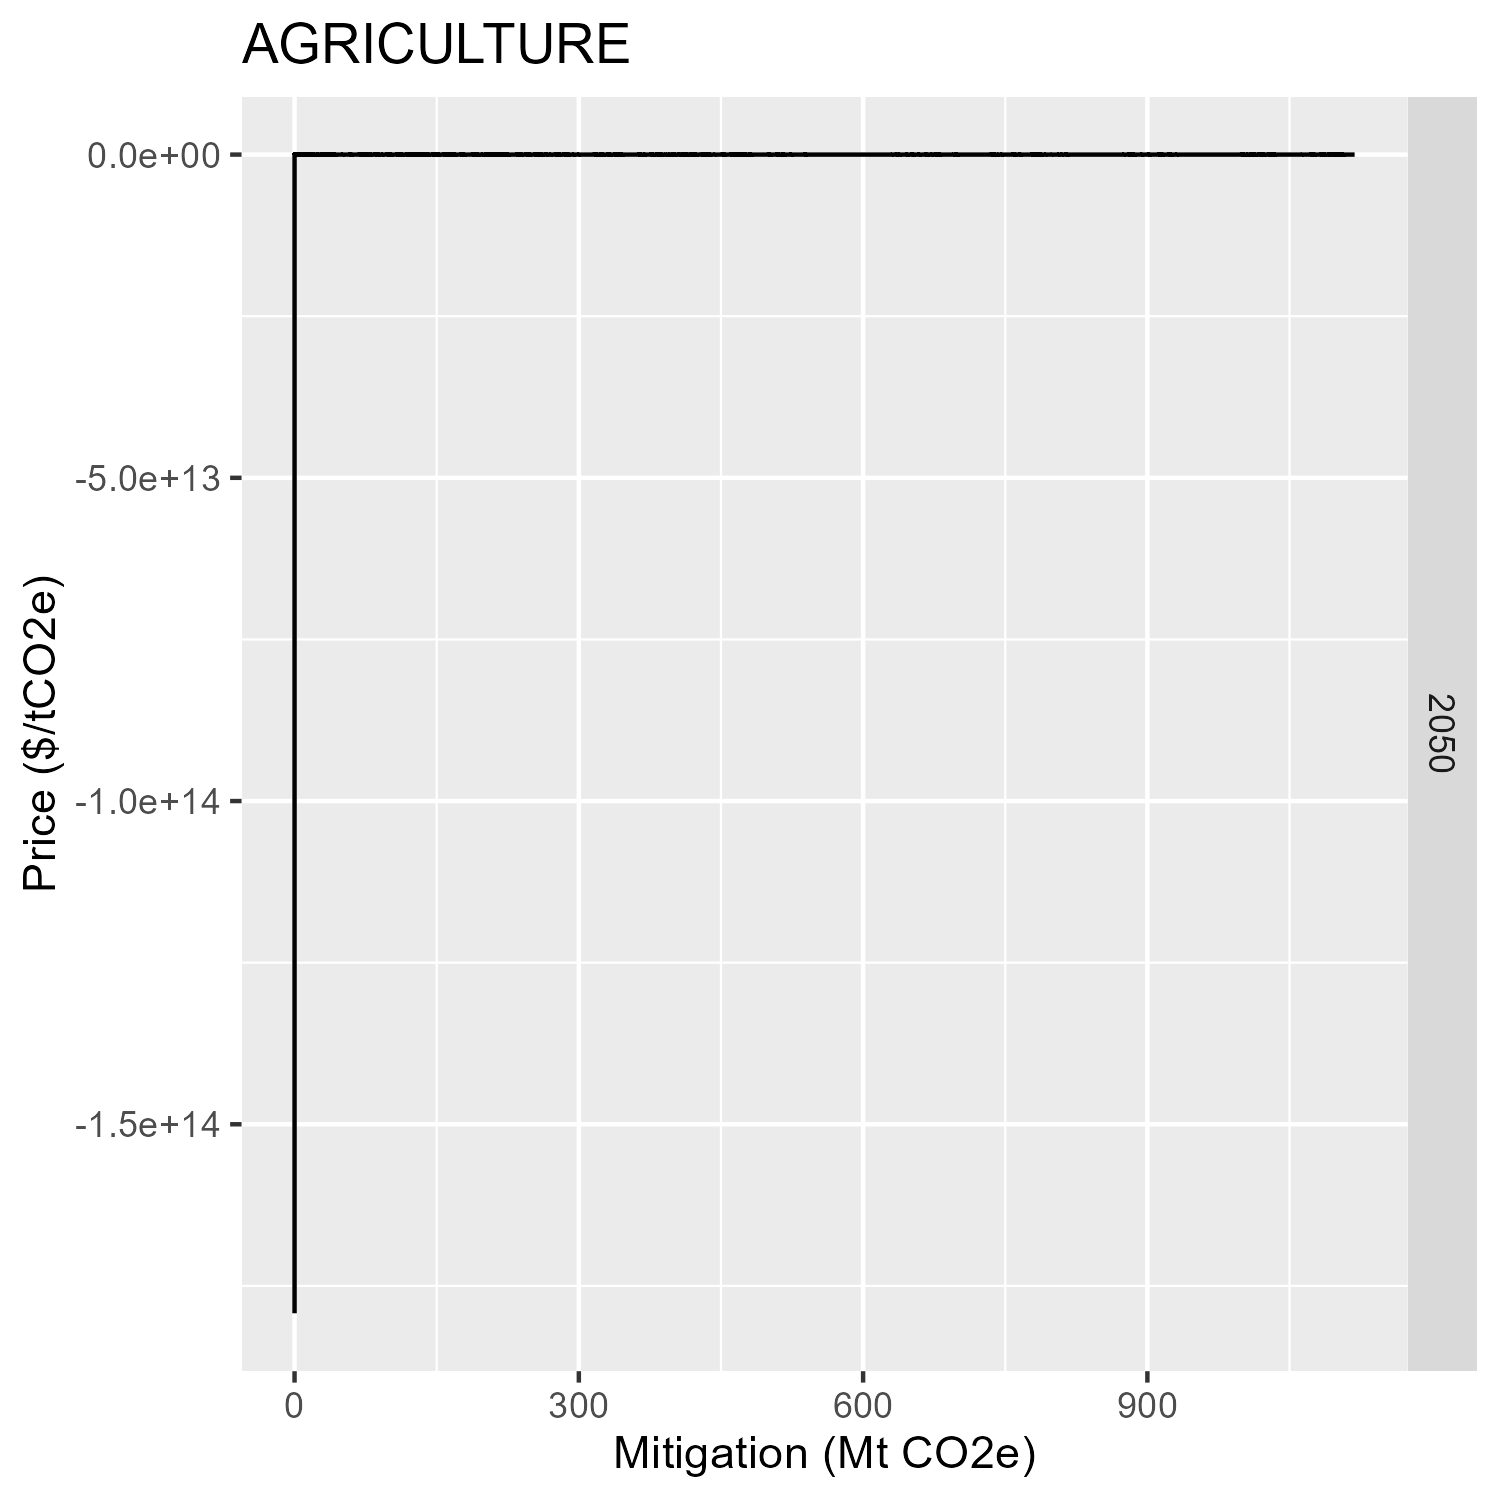 AGRICULTURE
0.0e+00
-5.0e+13
-1.0e+14
-1.5e+14
Price ($/tCO2e)
2050
0 300 600 900
Mitigation (Mt CO2e)